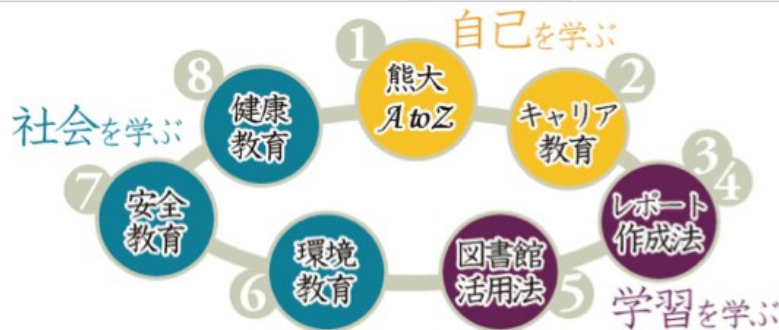 自己を学ぶ
1
熊大
A to Z
2
キャリア
教育
3/4
レポート
作成法
学習を学ぶ
5
図書館
活用法
6
環境
教育
7
安全
教育
社会を学ぶ
8
健康
教育